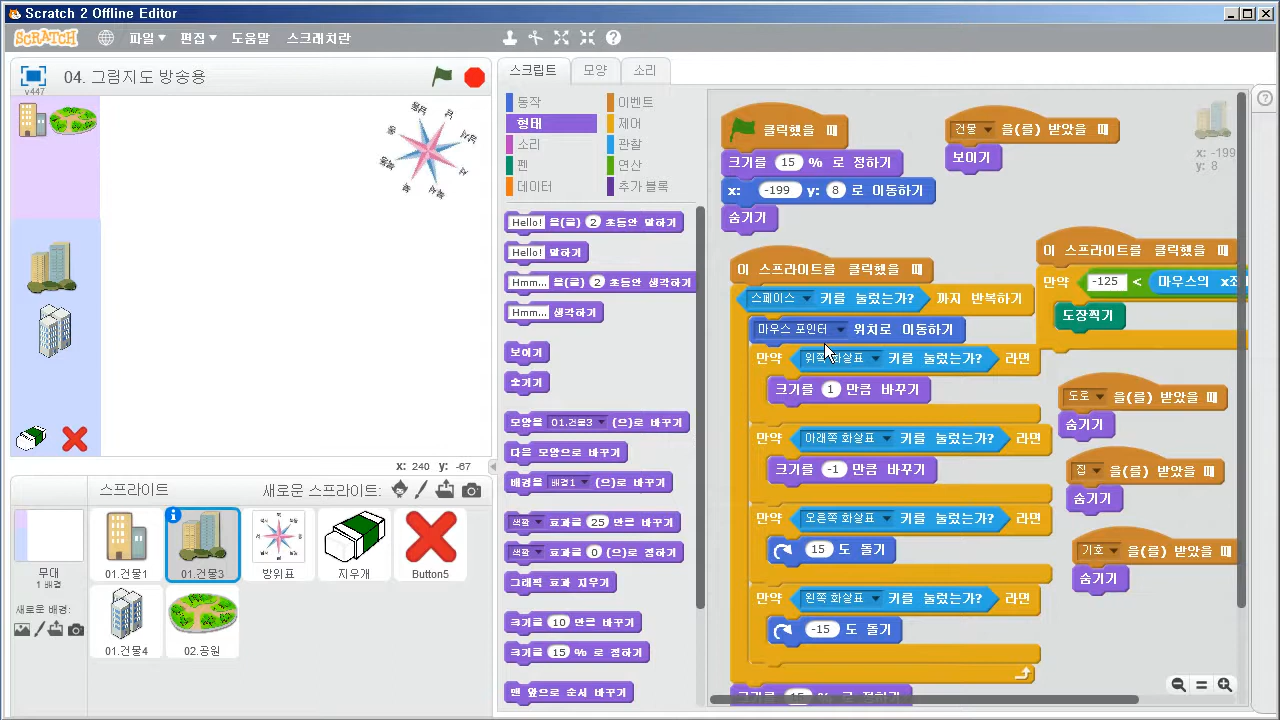 Scratch 2 Offline Editor
SCRATCH 파일 편집 도움말 스크래치란
v447
04. 그림지도 방송용
스크립트 모양 소리
동작 이벤트
형태 제어
소리 관찰
펜 연산
데이터 추가 블록
Hello! 을(를) 2 초동안 말하기
Hello! 말하기
Hmm... 을(를) 2 초동안 생각하기
Hmm... 생각하기
보이기
숨기기
모양을 01.건물3 (으)로 바꾸기
다음 모양으로 바꾸기
배경을 배경1 (으)로 바꾸기
색깔 효과를 25 만큼 바꾸기
색깔 효과를 0 (으)로 정하기
그래픽 효과 지우기
크기를 10 만큼 바꾸기
크기를 15 % 로 정하기
맨 앞으로 순서 바꾸기
클릭했을 때
크기를 15 % 로 정하기
x: -199 y: 8 로 이동하기
숨기기
건물 을(를) 받았을 때
보이기
x: -199
y: 8
이 스프라이트를 클릭했을 때
스페이스 키를 눌렀는가? 까지 반복하기
마우스 포인터 위치로 이동하기
만약 위쪽 화살표 키를 눌렀는가? 라면
크기를 1 만큼 바꾸기
만약 아래쪽 화살표 키를 눌렀는가? 라면
크기를 -1 만큼 바꾸기
만약 오른쪽 화살표 키를 눌렀는가? 라면
15 도 돌기
만약 왼쪽 화살표 키를 눌렀는가? 라면
-15 도 돌기
크기를 15 % 로 정하기
이 스프라이트를 클릭했을 때
만약 -125 < 마우스의 x좌
도장찍기
도로 을(를) 받았을 때
숨기기
집 을(를) 받았을 때
숨기기
기호 을(를) 받았을 때
숨기기
x: 240 y: -67
스프라이트 새로운 스프라이트:
무대
1 배경
새로운 배경:
01.건물1 01.건물3 방위표 지우개 Button5
01.건물4 02.공원